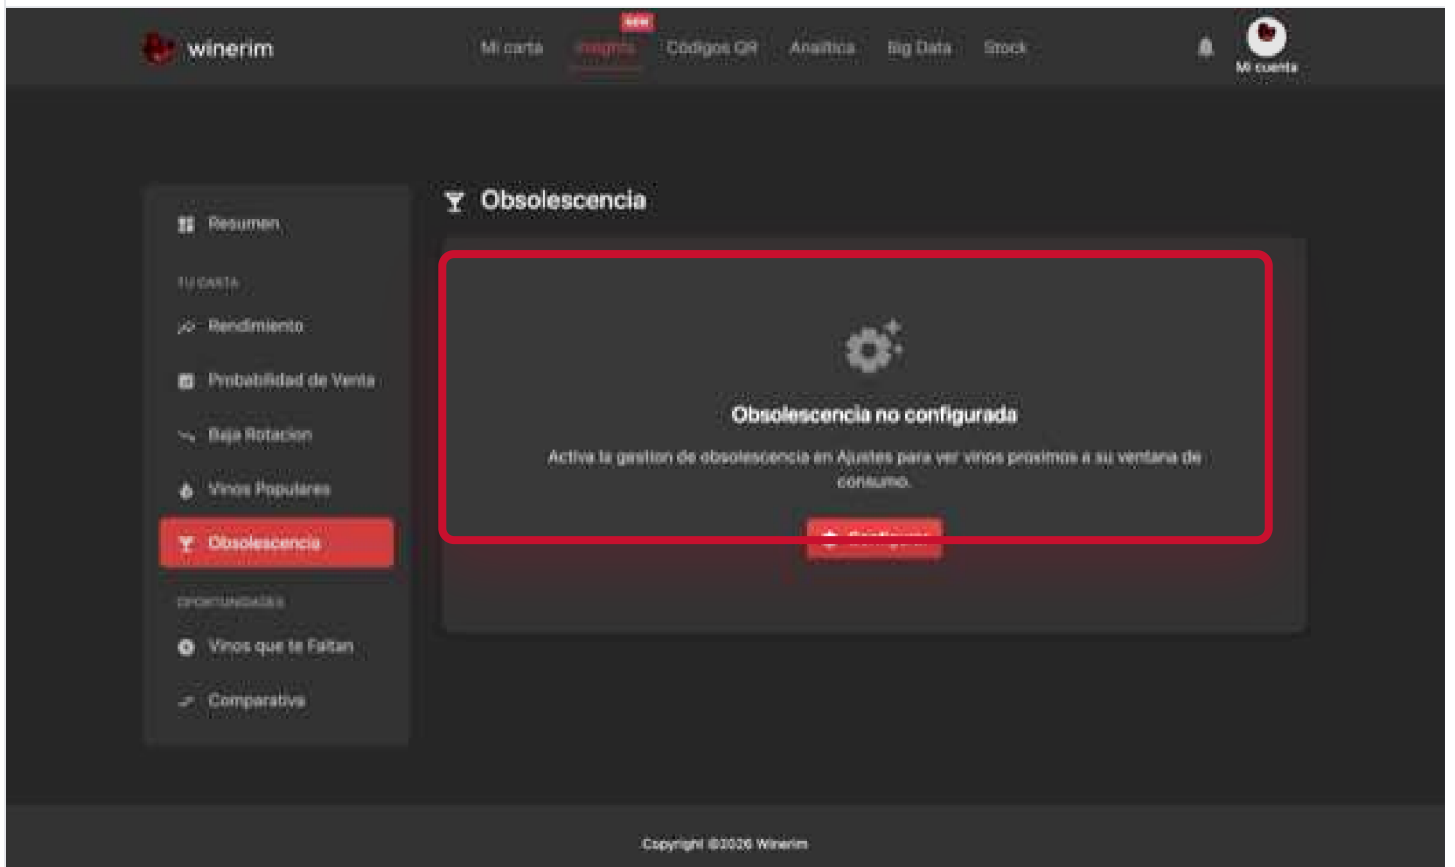 winerim
NEW
Mi carta
Insights
Códigos QR
Analítica
Big Data
Stock
Mi cuenta
Resumen
TU CARTA
Rendimiento
Probabilidad de Venta
Baja Rotacion
Vinos Populares
Obsolescencia
OPORTUNIDADES
Vinos que te Faltan
Comparativa
Obsolescencia
Obsolescencia no configurada
Activa la gestion de obsolescencia en Ajustes para ver vinos proximos a su ventana de
consumo.
Configurar
Copyright ©2026 Winerim